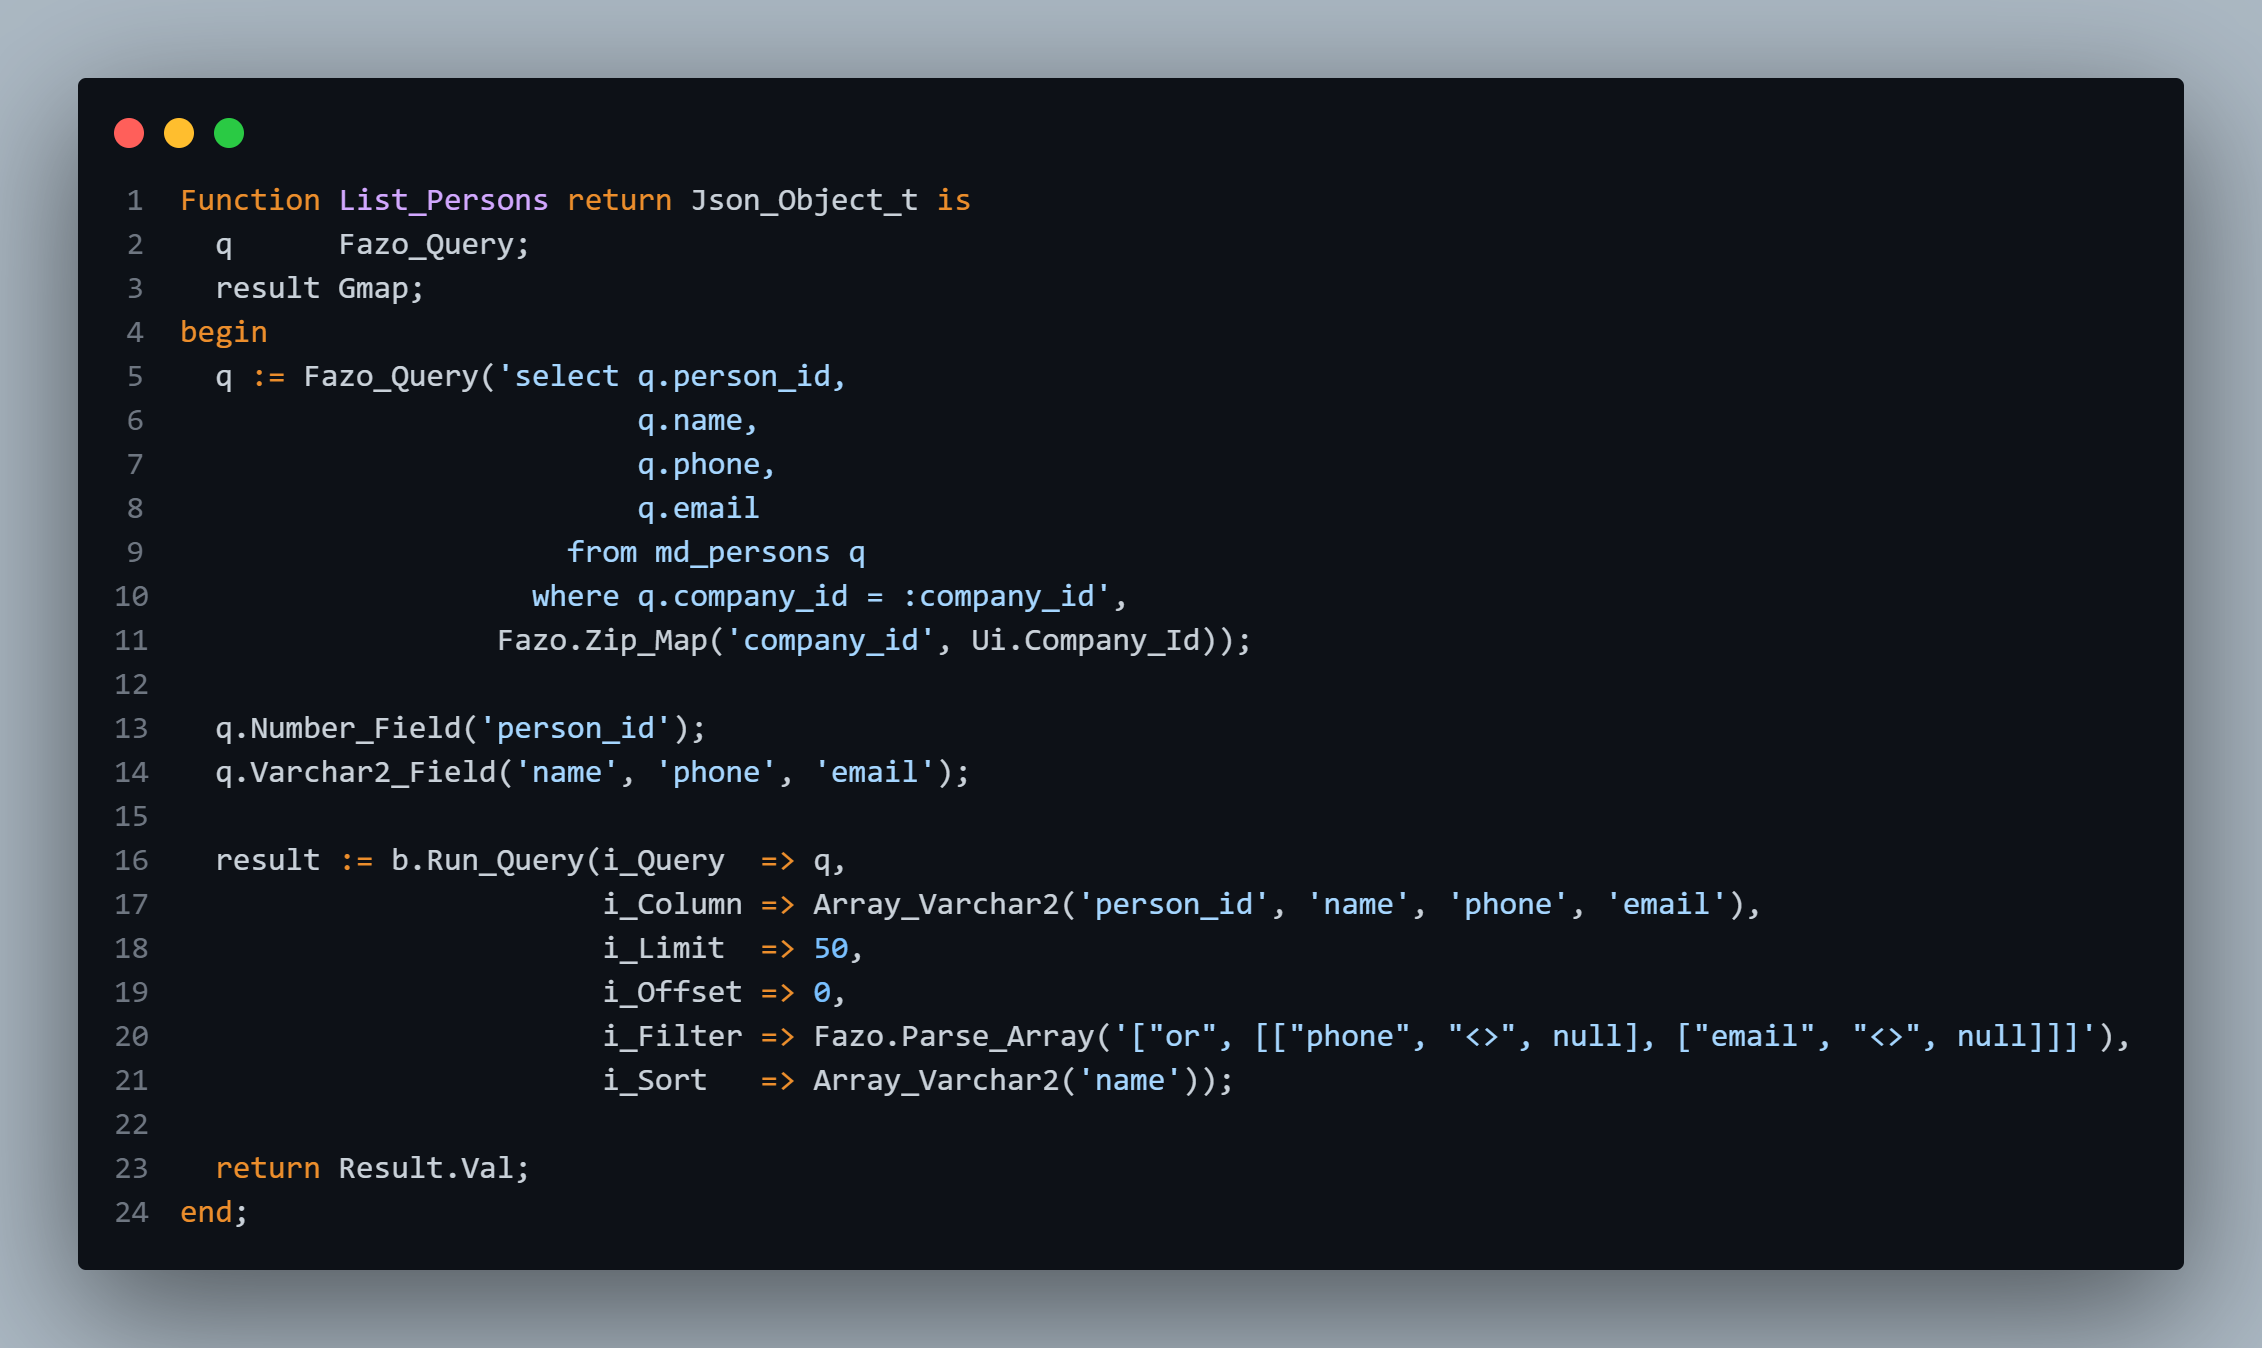 1 Function List_Persons return Json_Object_t is
2   q      Fazo_Query;
3   result Gmap;
4 begin
5   q := Fazo_Query('select q.person_id,
6                           q.name,
7                           q.phone,
8                           q.email
9                       from md_persons q
10                     where q.company_id = :company_id',
11                   Fazo.Zip_Map('company_id', Ui.Company_Id));
12
13   q.Number_Field('person_id');
14   q.Varchar2_Field('name', 'phone', 'email');
15
16   result := b.Run_Query(i_Query  => q,
17                         i_Column => Array_Varchar2('person_id', 'name', 'phone', 'email'),
18                         i_Limit  => 50,
19                         i_Offset => 0,
20                         i_Filter => Fazo.Parse_Array('["or", [["phone", "<>", null], ["email", "<>", null]]]'),
21                         i_Sort   => Array_Varchar2('name'));
22
23   return Result.Val;
24 end;